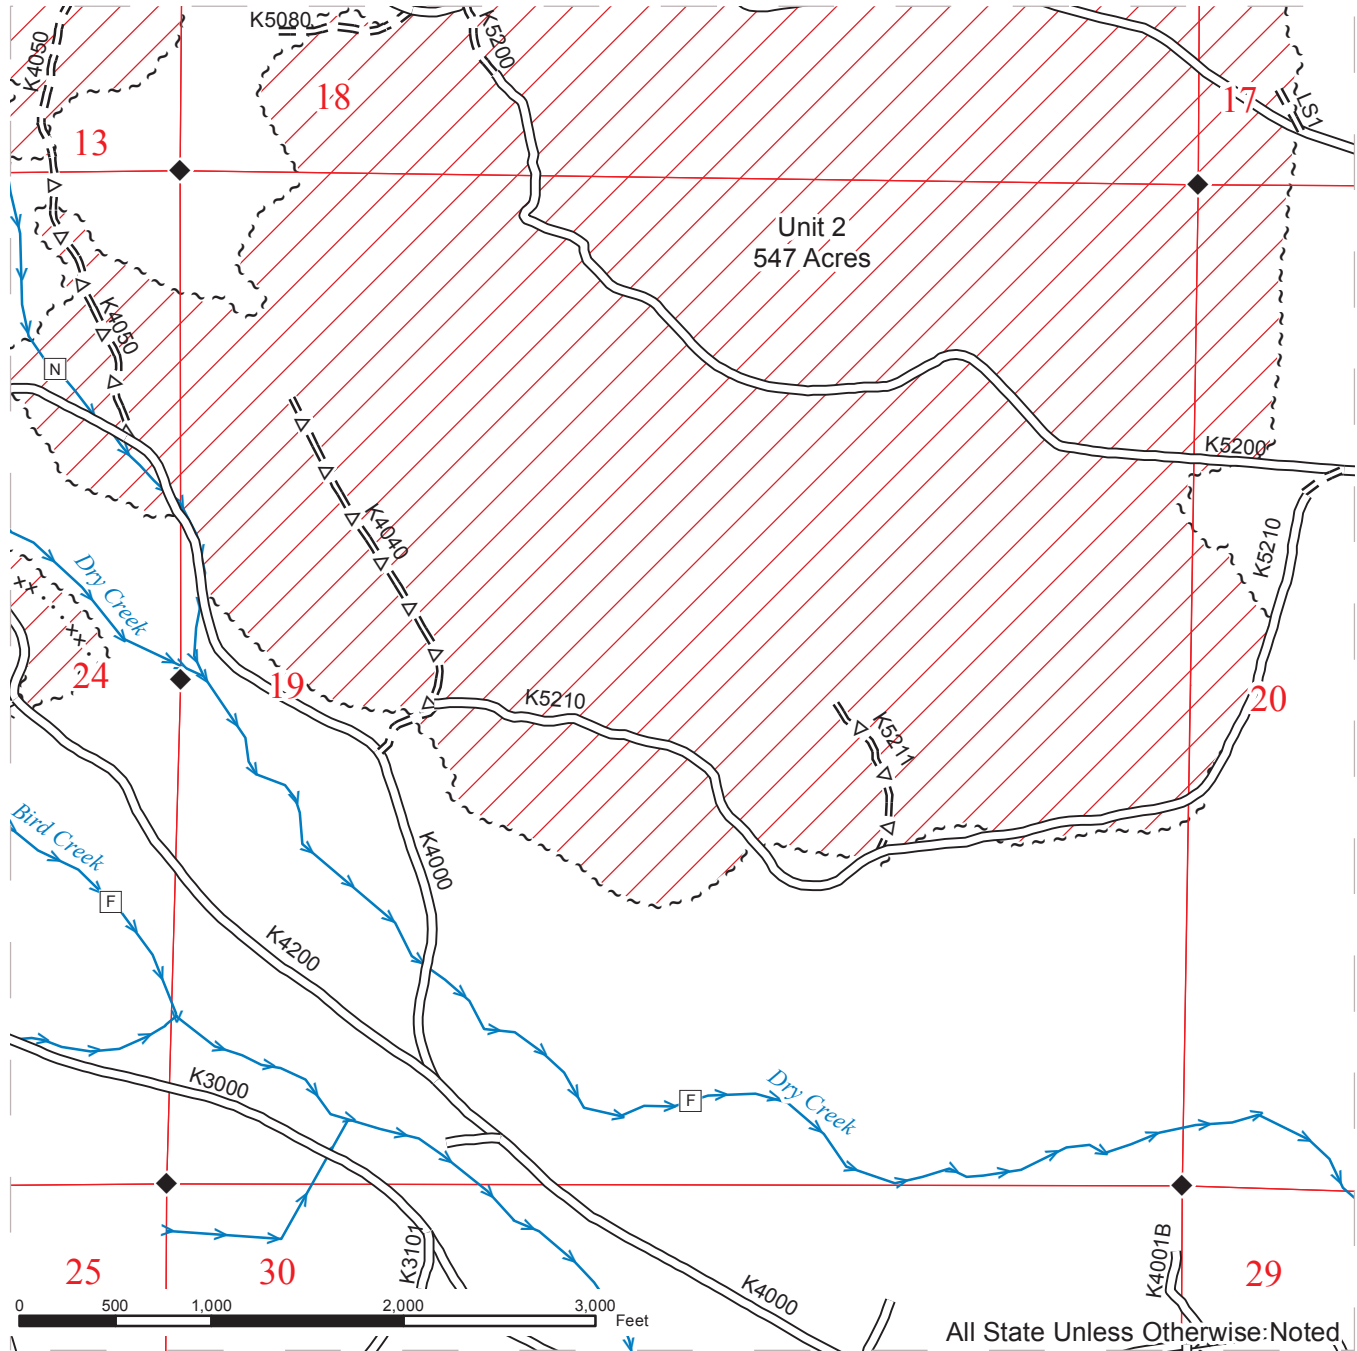 K5080
K4050
K5200
18
17
LS1
13
Unit 2
547 Acres
K4050
N
K5200
K4040
K5210
Dry Creek
24
19
K5210
20
K5211
Bird Creek
K4000
F
K4200
K3000
F
Dry Creek
K3101
K4001B
25
30
29
K4000
0 500 1,000 2,000 3,000
Feet
All State Unless Otherwise Noted